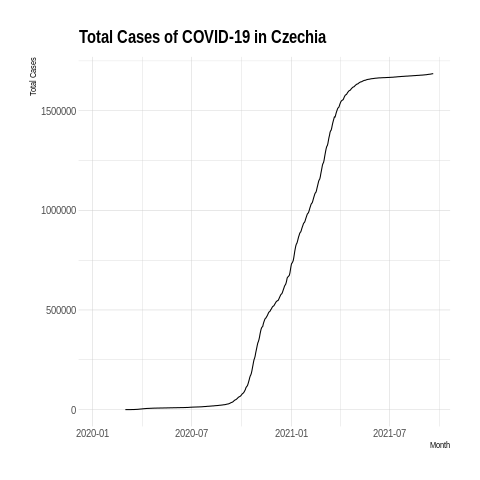 Total Cases of COVID-19 in Czechia
Total Cases
1500000
1000000
500000
0
2020-01 2020-07 2021-01 2021-07
Month